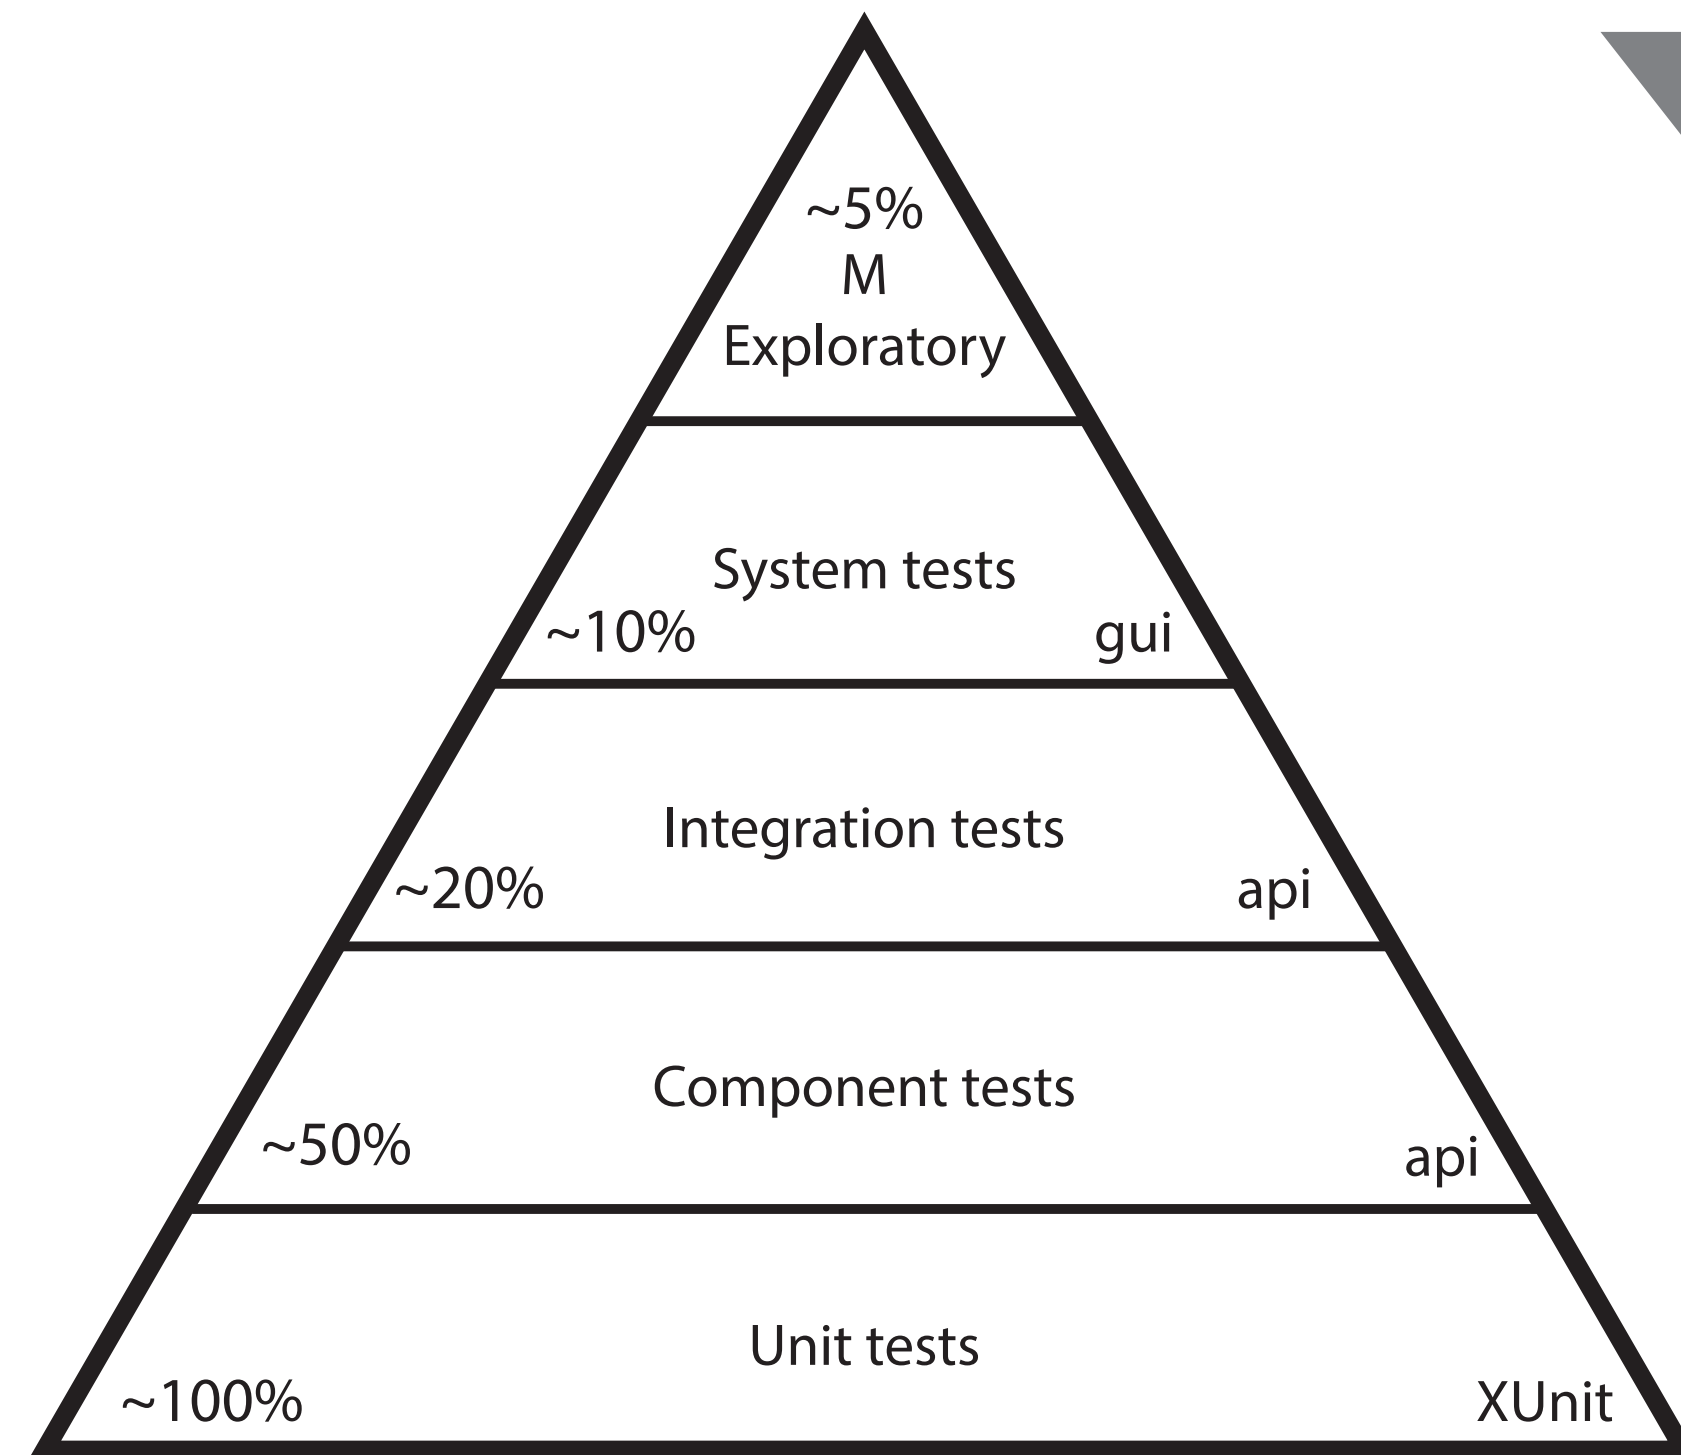 ~5%
M
Exploratory
System tests
~10%
gui
Integration tests
~20%
api
Component tests
~50%
api
Unit tests
~100%
XUnit